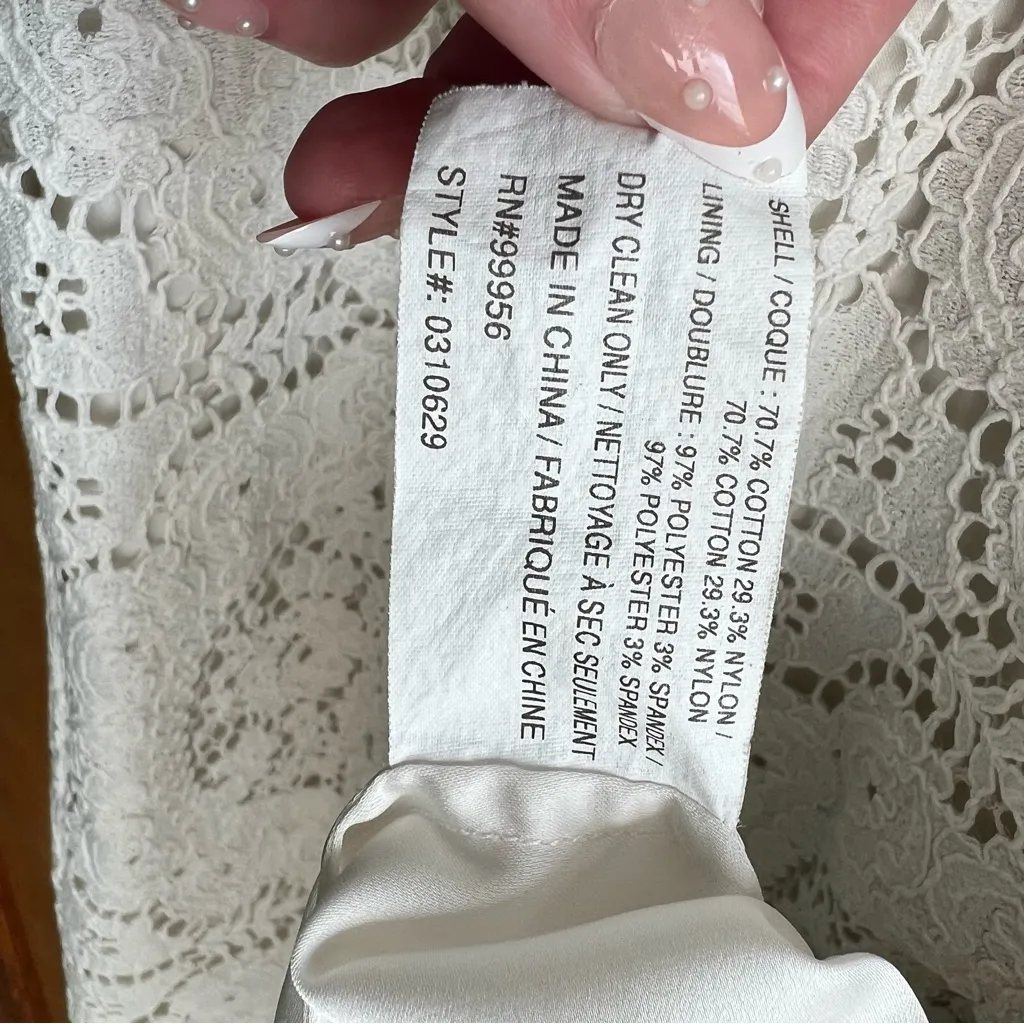 SHELL / COQUE : 70.7% COTTON 29.3% NYLON /
70.7% COTTON 29.3% NYLON
LINING / DOUBLURE : 97% POLYESTER 3% SPANDEX /
97% POLYESTER 3% SPANDEX
DRY CLEAN ONLY / NETTOYAGE À SEC SEULEMENT
MADE IN CHINA / FABRIQUÉ EN CHINE
RN#99956
STYLE#: 0310629